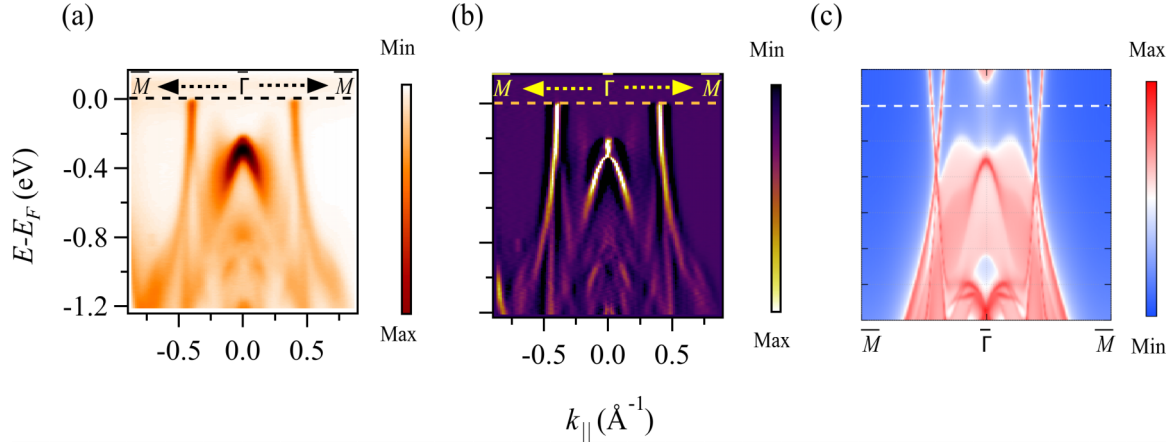 (a)
(b)
(c)
Min
Min
Max
M Γ M
M Γ M
0.0
-0.4
-0.8
-1.2
E-E_F (eV)
Max
Max
Min
-0.5 0.0 0.5
-0.5 0.0 0.5
M̅ Γ̅ M̅
k_|| (Å⁻¹)